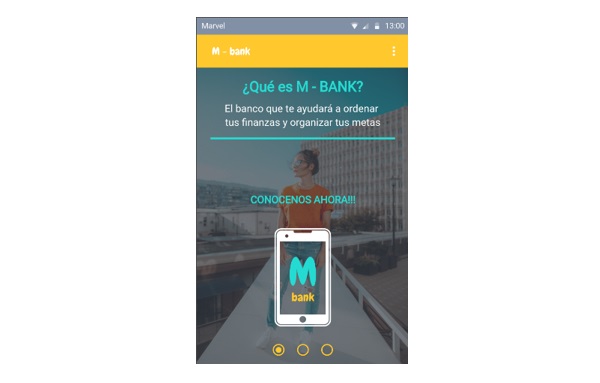 Marvel 13:00
M - bank
¿Qué es M - BANK?
El banco que te ayudará a ordenar
tus finanzas y organizar tus metas
CONOCENOS AHORA!!!
M
bank